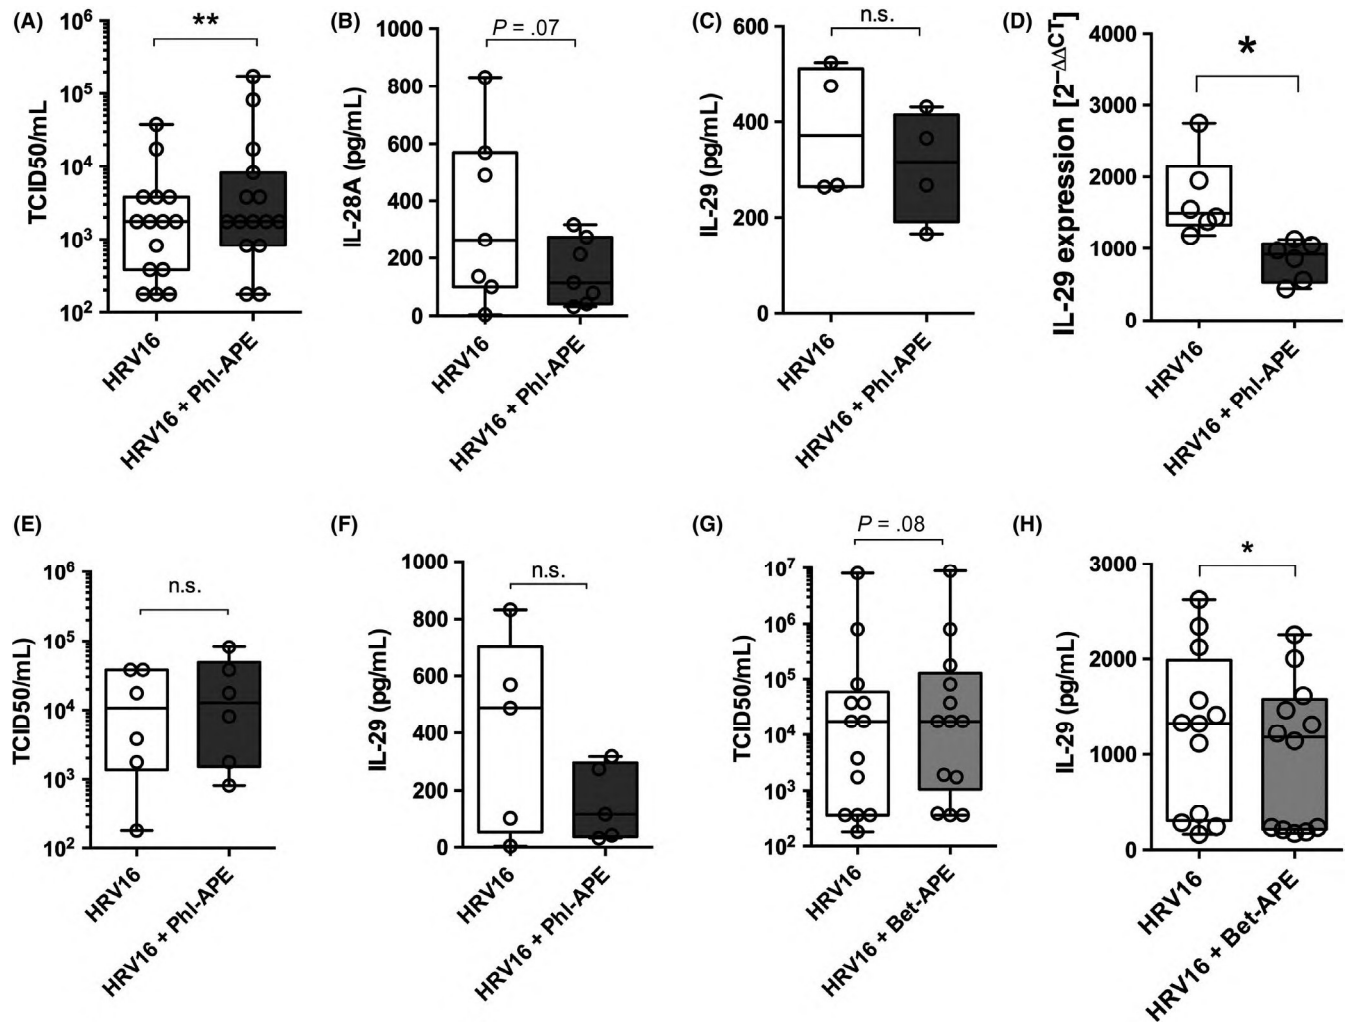 (A)
10^6
10^5
10^4
10^3
10^2
TCID50/mL
**
HRV16
HRV16 + Phl-APE
(B)
1000
800
600
400
200
0
IL-28A (pg/mL)
P = .07
HRV16
HRV16 + Phl-APE
(C)
600
400
200
0
IL-29 (pg/mL)
n.s.
HRV16
HRV16 + Phl-APE
(D)
4000
3000
2000
1000
0
IL-29 expression [2^−ΔΔCT]
*
HRV16
HRV16 + Phl-APE
(E)
10^6
10^5
10^4
10^3
10^2
TCID50/mL)
n.s.
HRV16
HRV16 + Phl-APE
(F)
1000
800
600
400
200
0
IL-29 (pg/mL)
n.s.
HRV16
HRV16 + Phl-APE
(G)
10^7
10^6
10^5
10^4
10^3
10^2
TCID50/mL)
P = .08
HRV16
HRV16 + Bet-APE
(H)
3000
2000
1000
0
IL-29 (pg/mL)
*
HRV16
HRV16 + Bet-APE